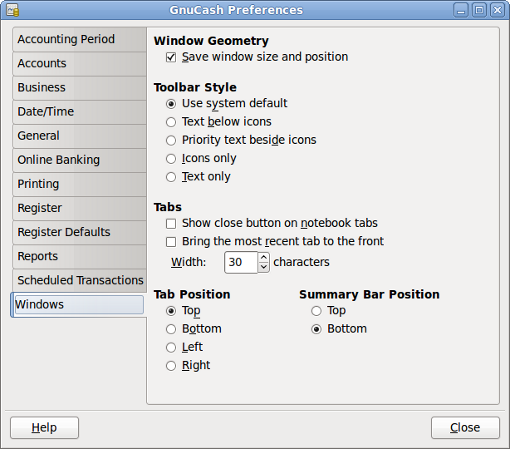 GnuCash Preferences
Accounting Period
Accounts
Business
Date/Time
General
Online Banking
Printing
Register
Register Defaults
Reports
Scheduled Transactions
Windows
Window Geometry
Save window size and position
Toolbar Style
Use system default
Text below icons
Priority text beside icons
Icons only
Text only
Tabs
Show close button on notebook tabs
Bring the most recent tab to the front
Width: 30 characters
Tab Position
Top
Bottom
Left
Right
Summary Bar Position
Top
Bottom
Help
Close